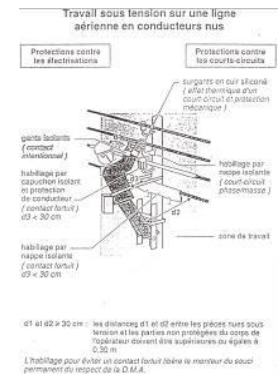 Travail sous tension sur une ligne
aérienne en conducteurs nus
Protections contre
les électrisations
Protections contre
les courts-circuits
surgants en cuir siliconé
( effet thermique d'un
court-circuit et protection
mécanique )
gants isolants
( contact
intentionnel )
habillage par
capuchon isolant
en protection
de conducteur
( contact fortuit )
d3 < 30 cm
habillage par
nappe isolante
( court-circuit
phase/masse )
d2
habillage par
nappe isolante
( contact fortuit )
d3 < 30 cm
zone de travail
d1 et d2 ≥ 30 cm : les distances d1 et d2 entre les pièces nues sous
tension et les parties non protégées du corps de
l'opérateur doivent être supérieures ou égales à
0,30 m
L'habillage pour éviter un contact fortuit libère le monteur du souci
permanent du respect de la D.M.A.